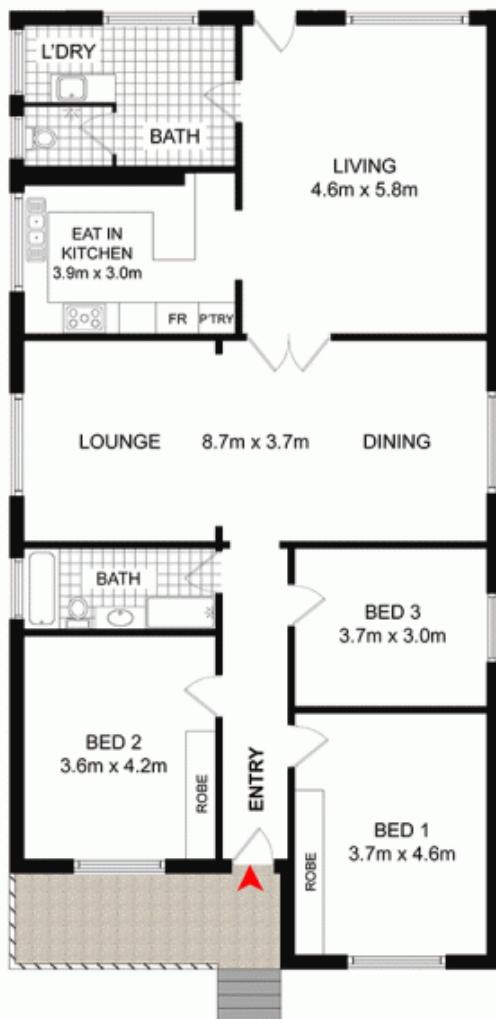 L'DRY
BATH
LIVING
4.6m x 5.8m
EAT IN
KITCHEN
3.9m x 3.0m
FR
P'TRY
LOUNGE
8.7m x 3.7m
DINING
BATH
BED 3
3.7m x 3.0m
BED 2
3.6m x 4.2m
ROBE
ENTRY
BED 1
3.7m x 4.6m
ROBE